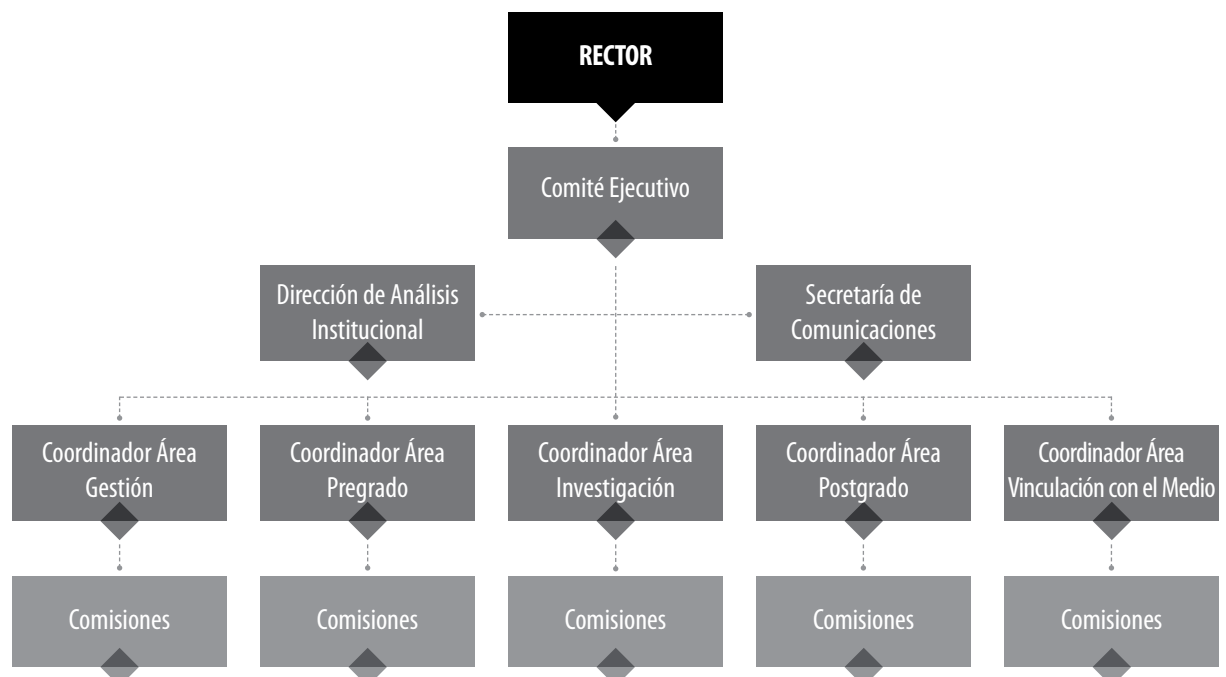 RECTOR
Comité Ejecutivo
Dirección de Análisis
Institucional
Secretaría de
Comunicaciones
Coordinador Área
Gestión
Coordinador Área
Pregrado
Coordinador Área
Investigación
Coordinador Área
Postgrado
Coordinador Área
Vinculación con el Medio
Comisiones
Comisiones
Comisiones
Comisiones
Comisiones